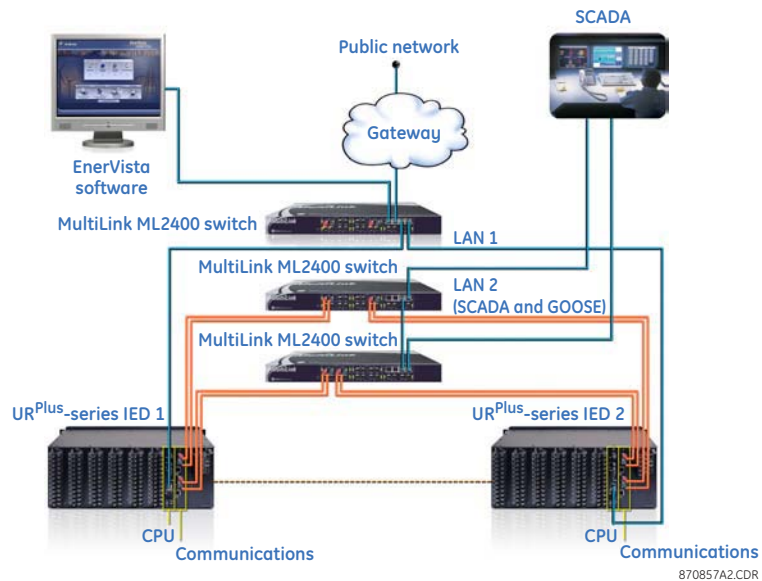 SCADA
Public network
Gateway
EnerVista
software
MultiLink ML2400 switch
LAN 1
MultiLink ML2400 switch
LAN 2
(SCADA and GOOSE)
MultiLink ML2400 switch
URPlus-series IED 1
URPlus-series IED 2
CPU
Communications
CPU
Communications
870857A2.CDR